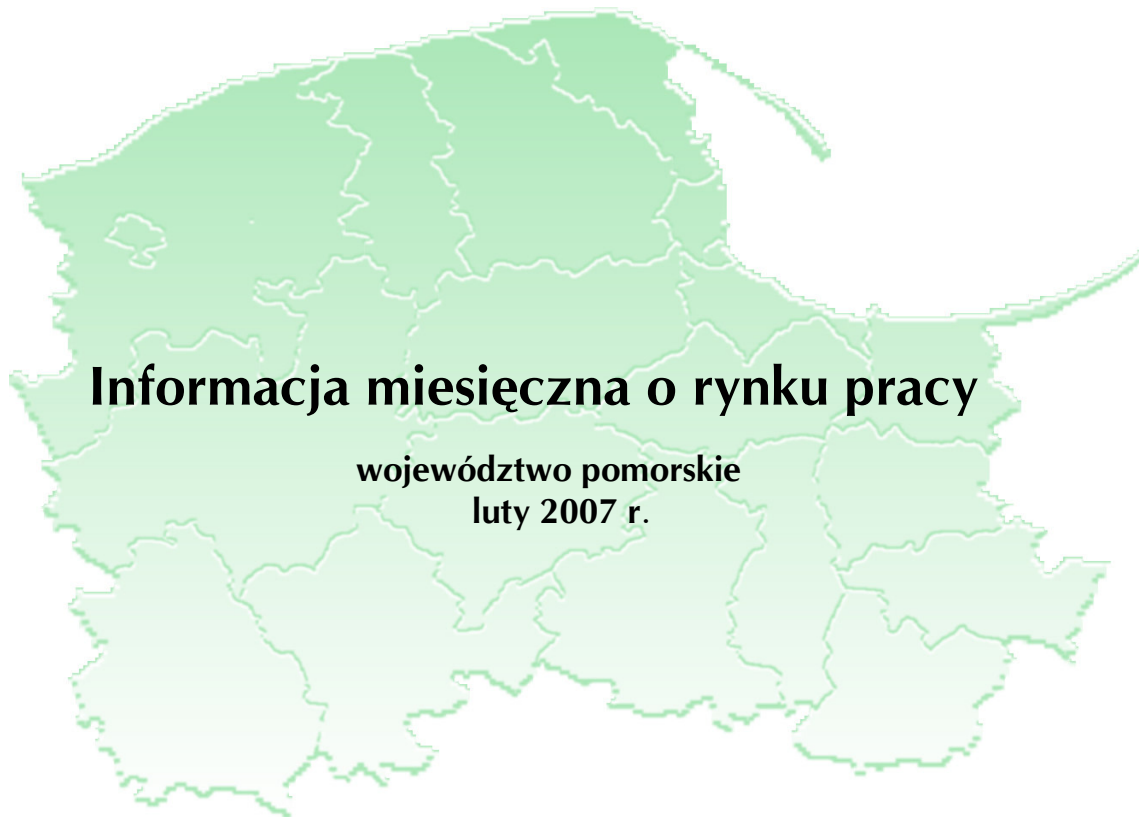 Informacja miesięczna o rynku pracy
województwo pomorskie
luty 2007 r.